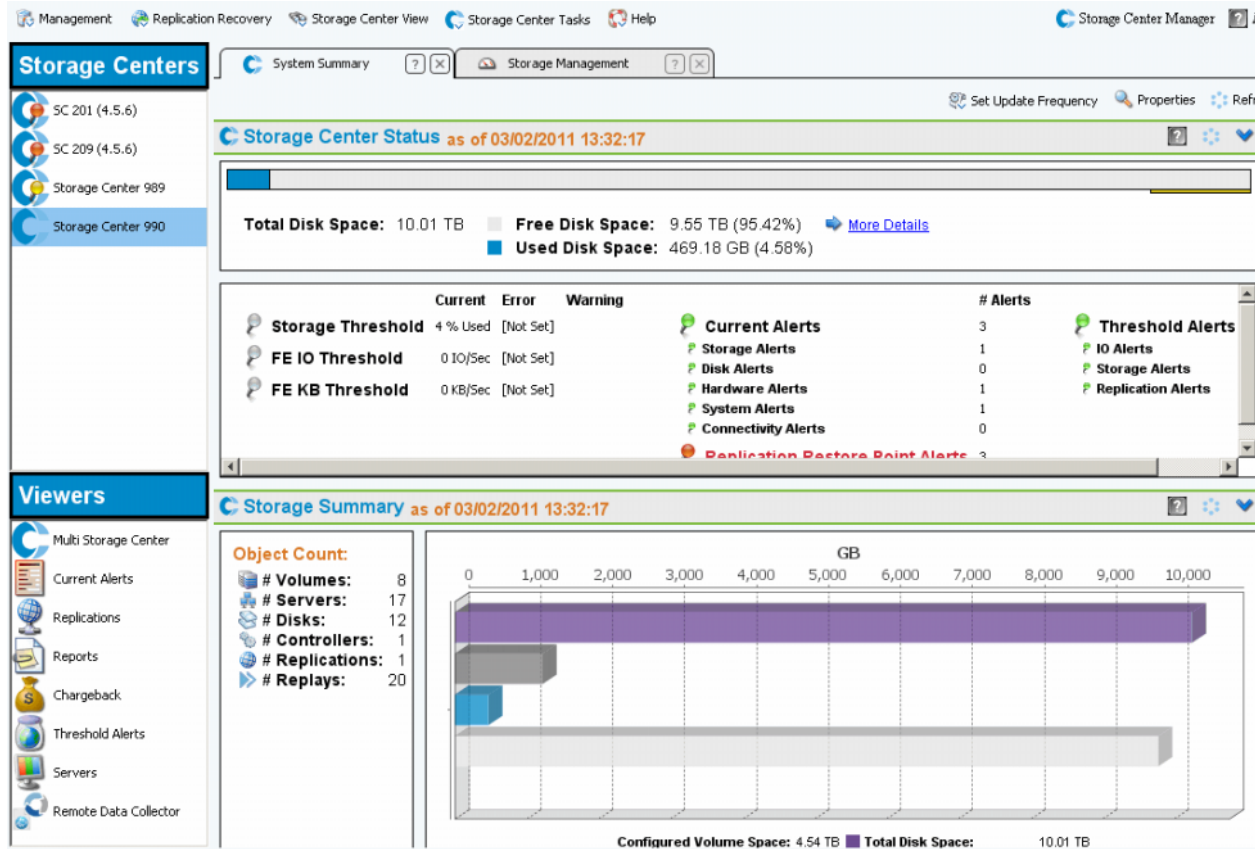 Management Replication Recovery Storage Center View Storage Center Tasks Help Storage Center Manager
Storage Centers
SC 201 (4.5.6)
SC 209 (4.5.6)
Storage Center 989
Storage Center 990
System Summary Storage Management
Set Update Frequency Properties Refr
Storage Center Status as of 03/02/2011 13:32:17
Total Disk Space: 10.01 TB Free Disk Space: 9.55 TB (95.42%) More Details
Used Disk Space: 469.18 GB (4.58%)
Current Error Warning # Alerts
Storage Threshold 4 % Used [Not Set] Current Alerts 3 Threshold Alerts
Storage Alerts 1 IO Alerts
FE IO Threshold 0 IO/Sec [Not Set] Disk Alerts 0 Storage Alerts
FE KB Threshold 0 KB/Sec [Not Set] Hardware Alerts 1 Replication Alerts
System Alerts 1
Connectivity Alerts 0
Replication Restore Point Alerts 3
Viewers
Multi Storage Center
Current Alerts
Replications
Reports
Chargeback
Threshold Alerts
Servers
Remote Data Collector
Storage Summary as of 03/02/2011 13:32:17
Object Count:
# Volumes: 8
# Servers: 17
# Disks: 12
# Controllers: 1
# Replications: 1
# Replays: 20
GB
0 1,000 2,000 3,000 4,000 5,000 6,000 7,000 8,000 9,000 10,000
Configured Volume Space: 4.54 TB Total Disk Space: 10.01 TB